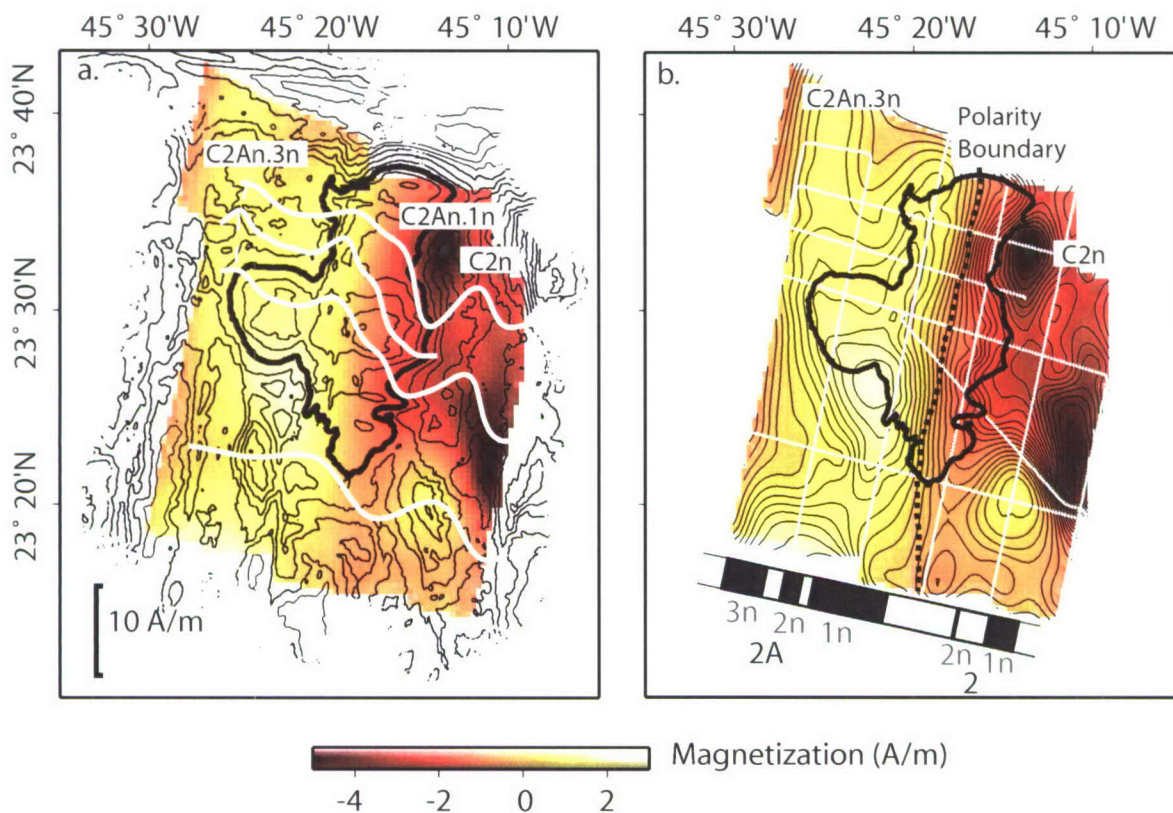 45° 30'W 45° 20'W 45° 10'W
45° 30'W 45° 20'W 45° 10'W
23° 40'N
23° 30'N
23° 20'N
a.
C2An.3n
C2An.1n
C2n
10 A/m
b.
C2An.3n
Polarity
Boundary
C2n
3n 2n 1n 2n 1n
2A 2
Magnetization (A/m)
-4 -2 0 2